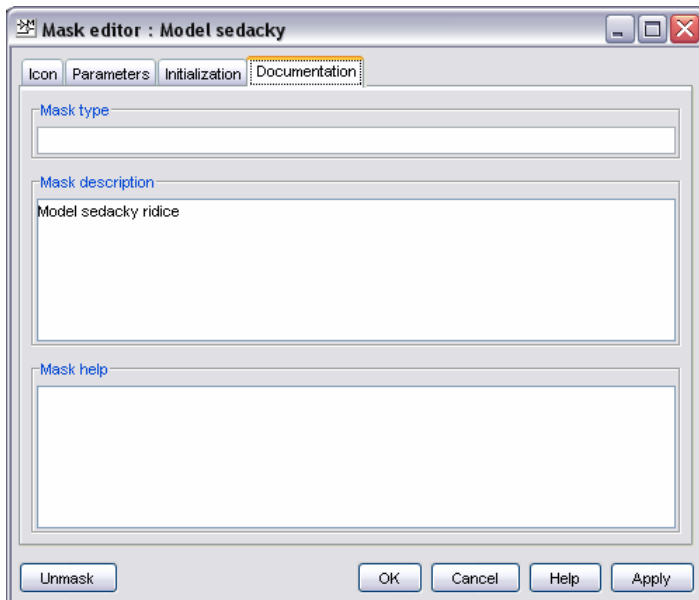 Mask editor : Model sedacky
Icon Parameters Initialization Documentation
Mask type
Mask description
Model sedacky ridice
Mask help
Unmask OK Cancel Help Apply